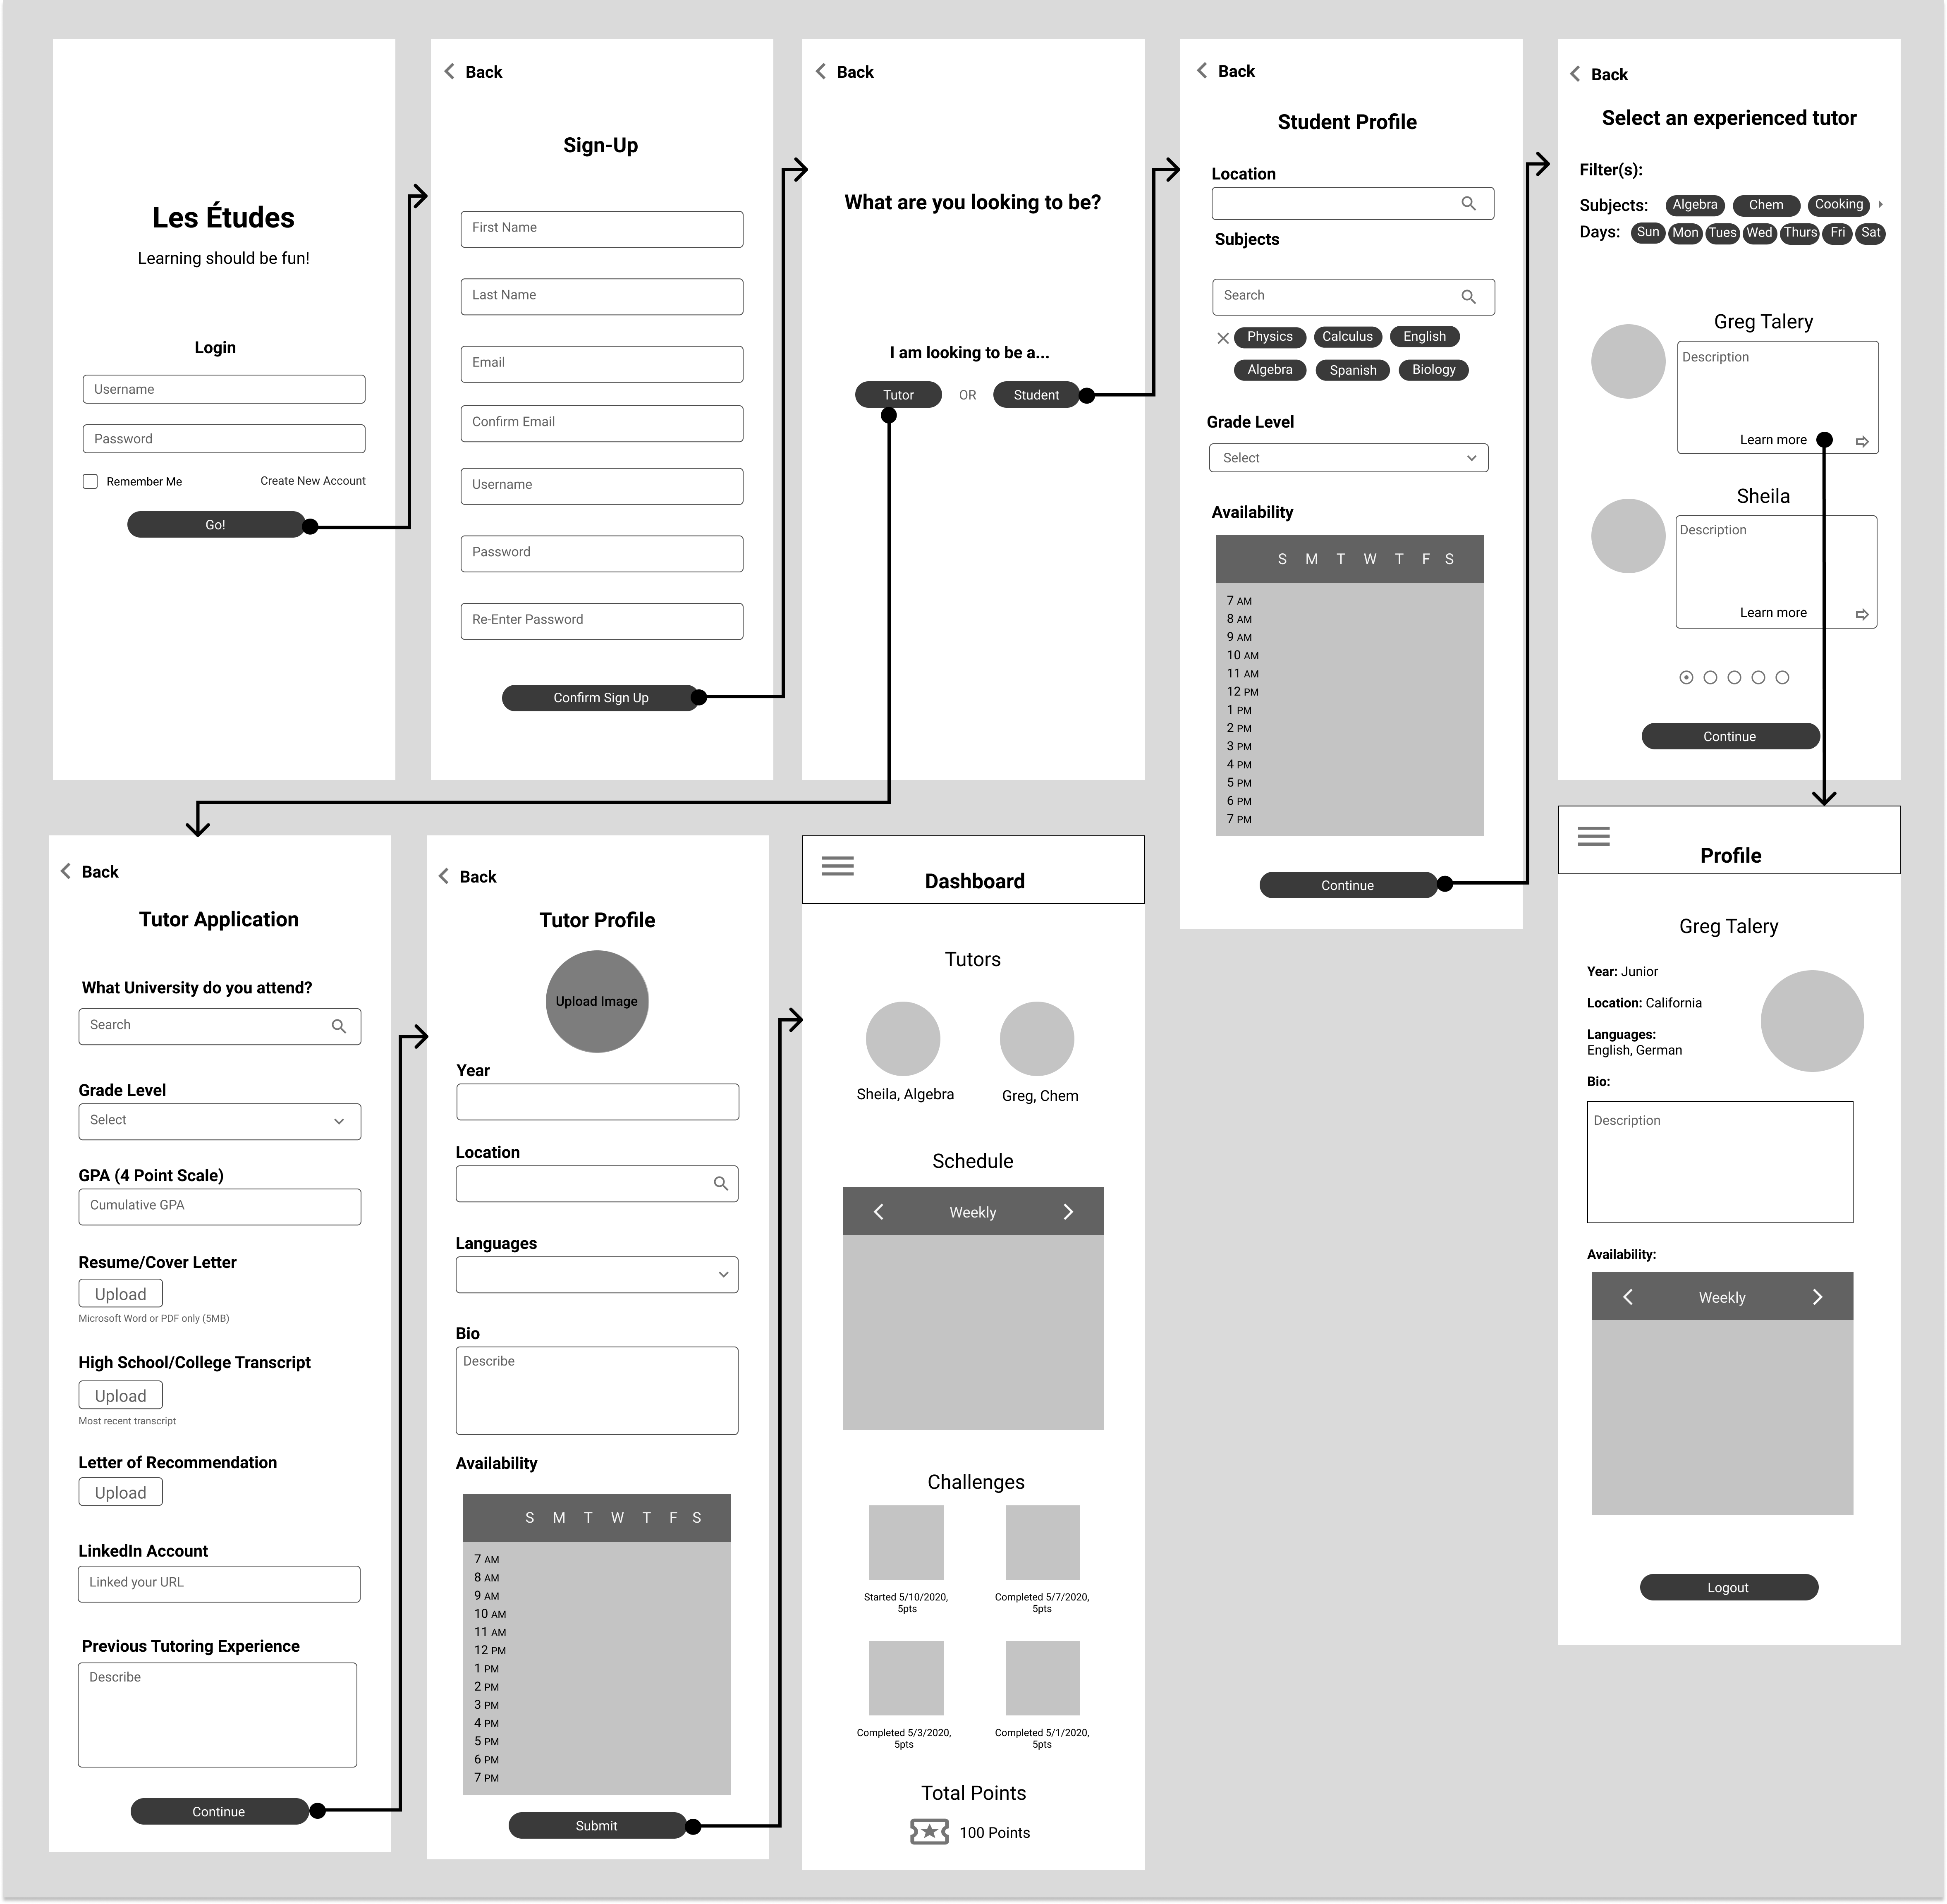 Les Études
Learning should be fun!
Login
Username
Password
Remember Me Create New Account
Go!
Back
Sign-Up
First Name
Last Name
Email
Confirm Email
Username
Password
Re-Enter Password
Confirm Sign Up
Back
What are you looking to be?
I am looking to be a...
Tutor OR Student
Back
Student Profile
Location
Subjects
Search
Physics Calculus English
Algebra Spanish Biology
Grade Level
Select
Availability
S M T W T F S
7 AM
8 AM
9 AM
10 AM
11 AM
12 PM
1 PM
2 PM
3 PM
4 PM
5 PM
6 PM
7 PM
Continue
Back
Select an experienced tutor
Filter(s):
Subjects: Algebra Chem Cooking
Days: Sun Mon Tues Wed Thurs Fri Sat
Greg Talery
Description
Learn more
Sheila
Description
Learn more
Continue
Back
Tutor Application
What University do you attend?
Search
Grade Level
Select
GPA (4 Point Scale)
Cumulative GPA
Resume/Cover Letter
Upload
Microsoft Word or PDF only (5MB)
High School/College Transcript
Upload
Most recent transcript
Letter of Recommendation
Upload
LinkedIn Account
Linked your URL
Previous Tutoring Experience
Describe
Continue
Back
Tutor Profile
Upload Image
Year
Location
Languages
Bio
Describe
Availability
S M T W T F S
7 AM
8 AM
9 AM
10 AM
11 AM
12 PM
1 PM
2 PM
3 PM
4 PM
5 PM
6 PM
7 PM
Submit
Dashboard
Tutors
Sheila, Algebra Greg, Chem
Schedule
Weekly
Challenges
Started 5/10/2020,
5pts
Completed 5/7/2020,
5pts
Completed 5/3/2020,
5pts
Completed 5/1/2020,
5pts
Total Points
100 Points
Profile
Greg Talery
Year: Junior
Location: California
Languages:
English, German
Bio:
Description
Availability:
Weekly
Logout